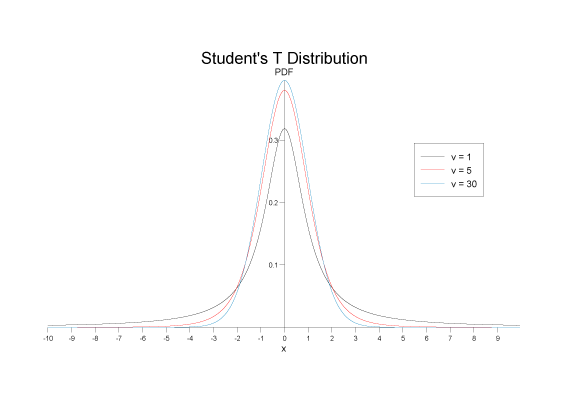 Student's T Distribution
PDF
0.3
0.2
0.1
v = 1
v = 5
v = 30
-10 -9 -8 -7 -6 -5 -4 -3 -2 -1 0 1 2 3 4 5 6 7 8 9
x